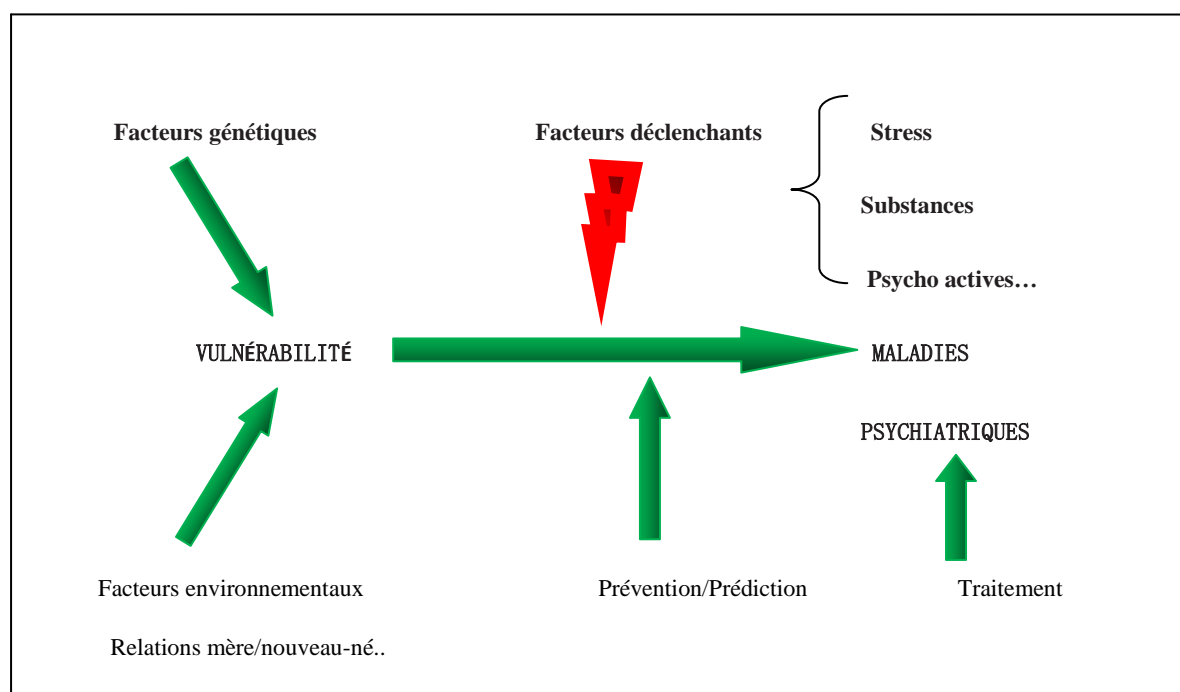 Facteurs génétiques
Facteurs déclenchants
Stress
Substances
Psycho actives…
VULNÉRABILITÉ
MALADIES
PSYCHIATRIQUES
Facteurs environnementaux
Relations mère/nouveau-né..
Prévention/Prédiction
Traitement